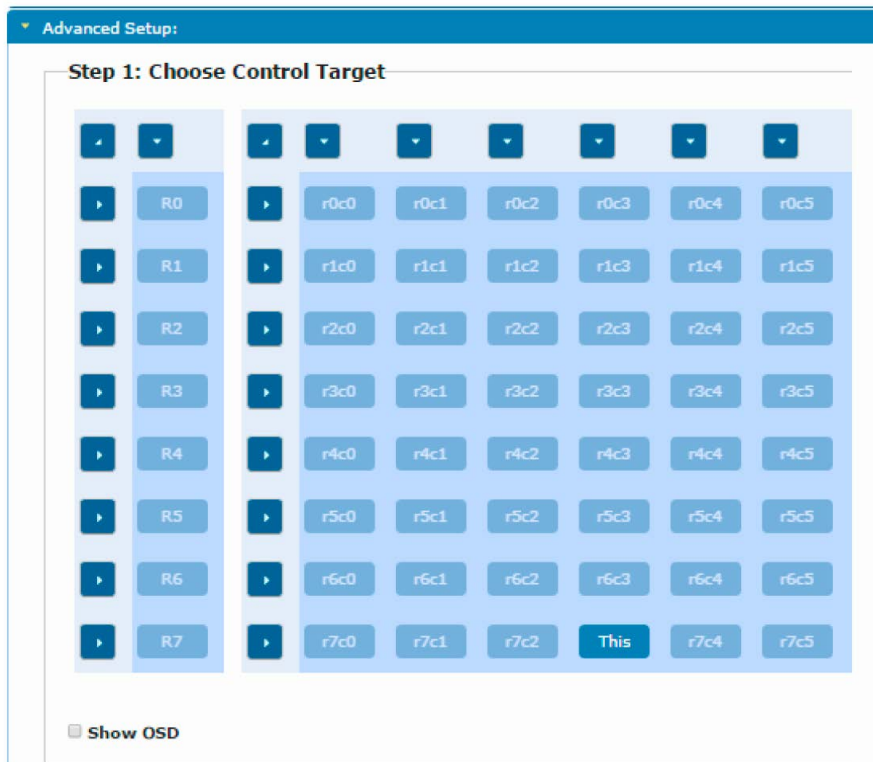 Advanced Setup:
Step 1: Choose Control Target
R0 r0c0 r0c1 r0c2 r0c3 r0c4 r0c5
R1 r1c0 r1c1 r1c2 r1c3 r1c4 r1c5
R2 r2c0 r2c1 r2c2 r2c3 r2c4 r2c5
R3 r3c0 r3c1 r3c2 r3c3 r3c4 r3c5
R4 r4c0 r4c1 r4c2 r4c3 r4c4 r4c5
R5 r5c0 r5c1 r5c2 r5c3 r5c4 r5c5
R6 r6c0 r6c1 r6c2 r6c3 r6c4 r6c5
R7 r7c0 r7c1 r7c2 This r7c4 r7c5
Show OSD